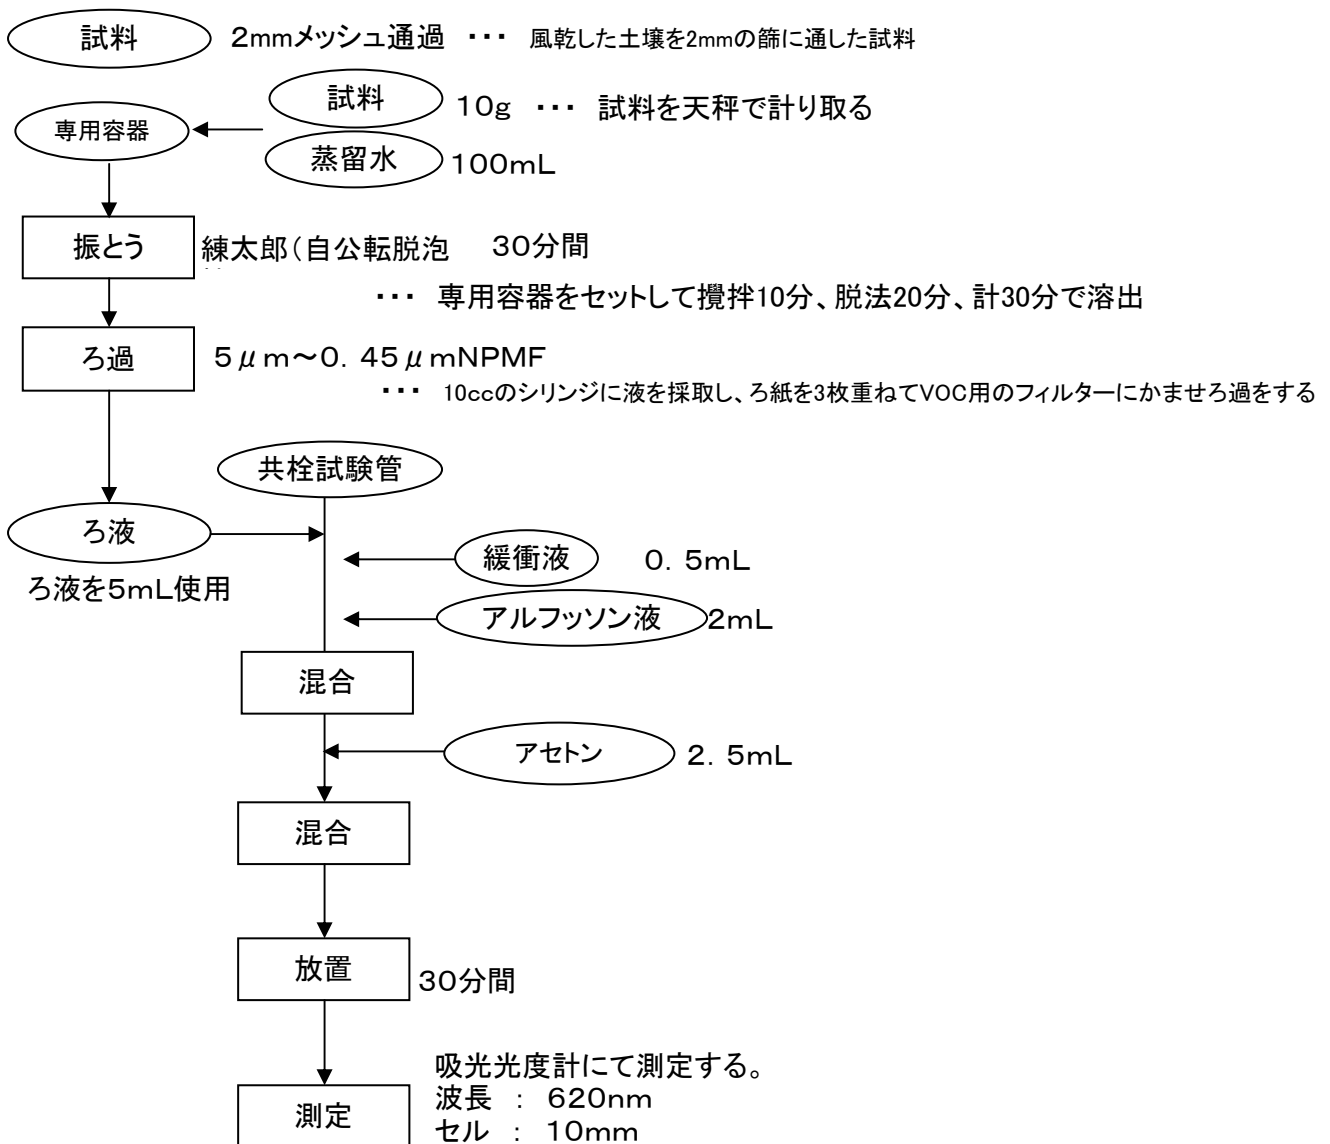 試料 2mmメッシュ通過 ・・・ 風乾した土壌を2mmの篩に通した試料
試料 10g ・・・ 試料を天秤で計り取る
専用容器
蒸留水 100mL
振とう 練太郎(自公転脱泡 30分間
・・・ 専用容器をセットして攪拌10分、脱法20分、計30分で溶出
ろ過 5μm~0.45μmNPMF
・・・ 10ccのシリンジに液を採取し、ろ紙を3枚重ねてVOC用のフィルターにかませろ過をする
共栓試験管
ろ液
緩衝液 0.5mL
ろ液を5mL使用
アルフッソン液 2mL
混合
アセトン 2.5mL
混合
放置 30分間
吸光光度計にて測定する。
波長 : 620nm
測定
セル : 10mm